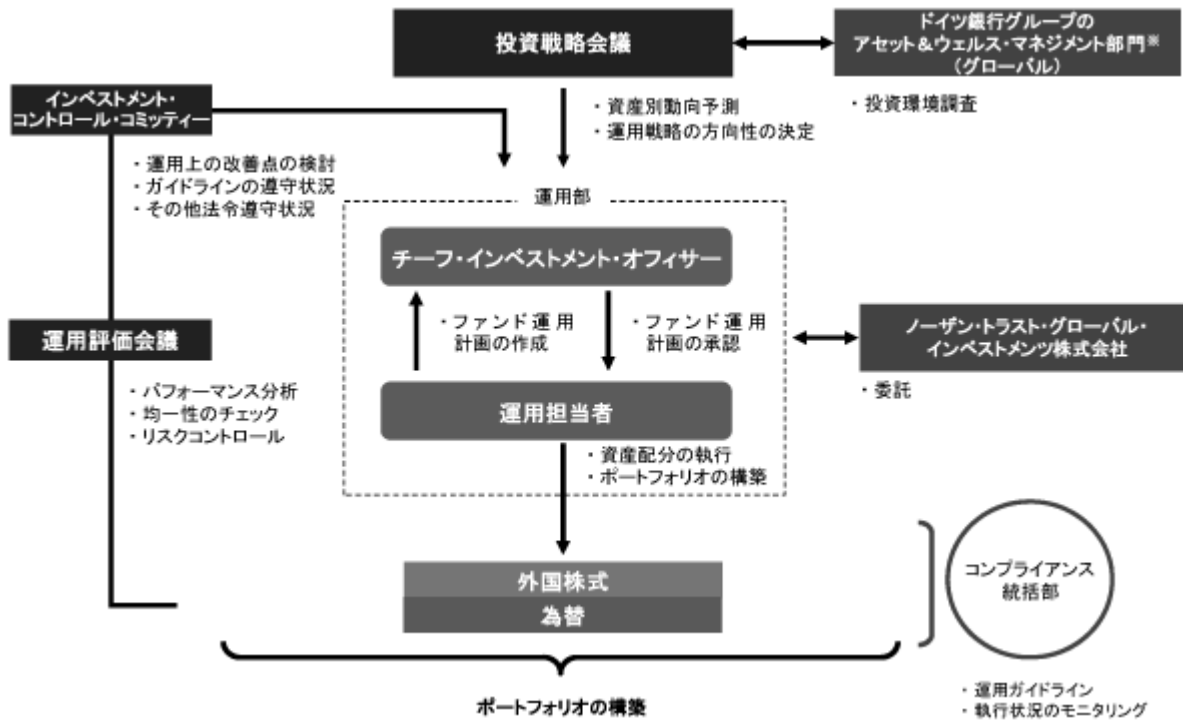 投資戦略会議
ドイツ銀行グループの
アセット&ウェルス・マネジメント部門※
(グローバル)
・投資環境調査
・資産別動向予測
・運用戦略の方向性の決定
インベストメント・
コントロール・コミッティー
・運用上の改善点の検討
・ガイドラインの遵守状況
・その他法令遵守状況
運用部
チーフ・インベストメント・オフィサー
・ファンド運用
計画の作成
・ファンド運用
計画の承認
運用担当者
・資産配分の執行
・ポートフォリオの構築
ノーザン・トラスト・グローバル・
インベストメンツ株式会社
・委託
運用評価会議
・パフォーマンス分析
・均一性のチェック
・リスクコントロール
外国株式
為替
コンプライアンス
統括部
・運用ガイドライン
・執行状況のモニタリング
ポートフォリオの構築